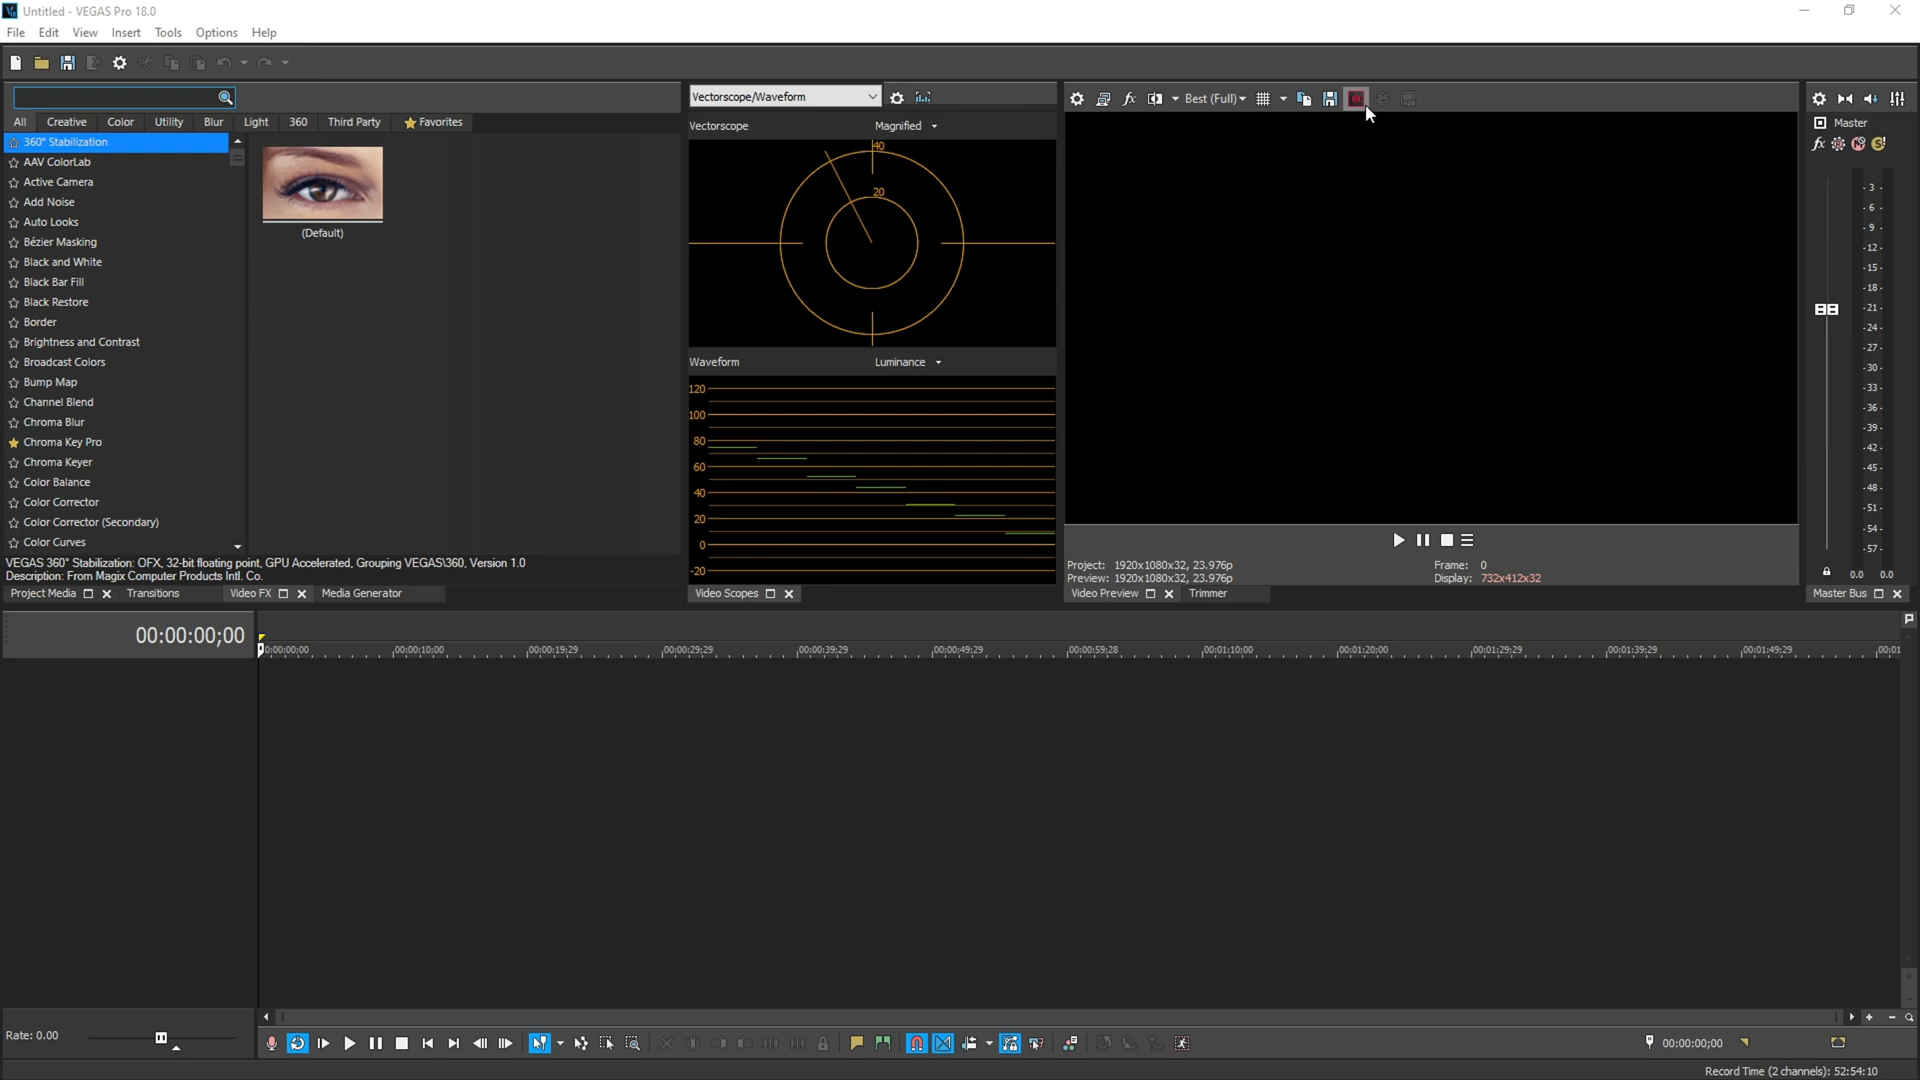 Untitled - VEGAS Pro 18.0
File Edit View Insert Tools Options Help
Vectorscope/Waveform
Best (Full)
All Creative Color Utility Blur Light 360 Third Party Favorites
Vectorscope Magnified
Master
360° Stabilization
AAV ColorLab
Active Camera
Add Noise
Auto Looks
Bézier Masking
Black and White
Black Bar Fill
Black Restore
Border
Brightness and Contrast
Broadcast Colors
Bump Map
Channel Blend
Chroma Blur
Chroma Key Pro
Chroma Keyer
Color Balance
Color Corrector
Color Corrector (Secondary)
Color Curves
(Default)
40
20
Waveform Luminance
120
100
80
60
40
20
0
-20
-3-
-6-
-9-
-12-
-15-
-18-
-21-
-24-
-27-
-30-
-33-
-36-
-39-
-42-
-45-
-48-
-51-
-54-
-57-
0.0 0.0
VEGAS 360° Stabilization: OFX, 32-bit floating point, GPU Accelerated, Grouping VEGAS\360, Version 1.0
Description: From Magix Computer Products Intl. Co.
Project: 1920x1080x32, 23.976p
Preview: 1920x1080x32, 23.976p
Frame: 0
Display: 732x412x32
Project Media Transitions Video FX Media Generator
Video Scopes
Video Preview Trimmer
Master Bus
00:00:00;00
0:00:00;00 00:00:10;00 00:00:19;29 00:00:29;29 00:00:39;29 00:00:49;29 00:00:59;28 00:01:10;00 00:01:20;00 00:01:29;29 00:01:39;29 00:01:49;29 00:01
Rate: 0.00
00:00:00;00
Record Time (2 channels): 52:54:10